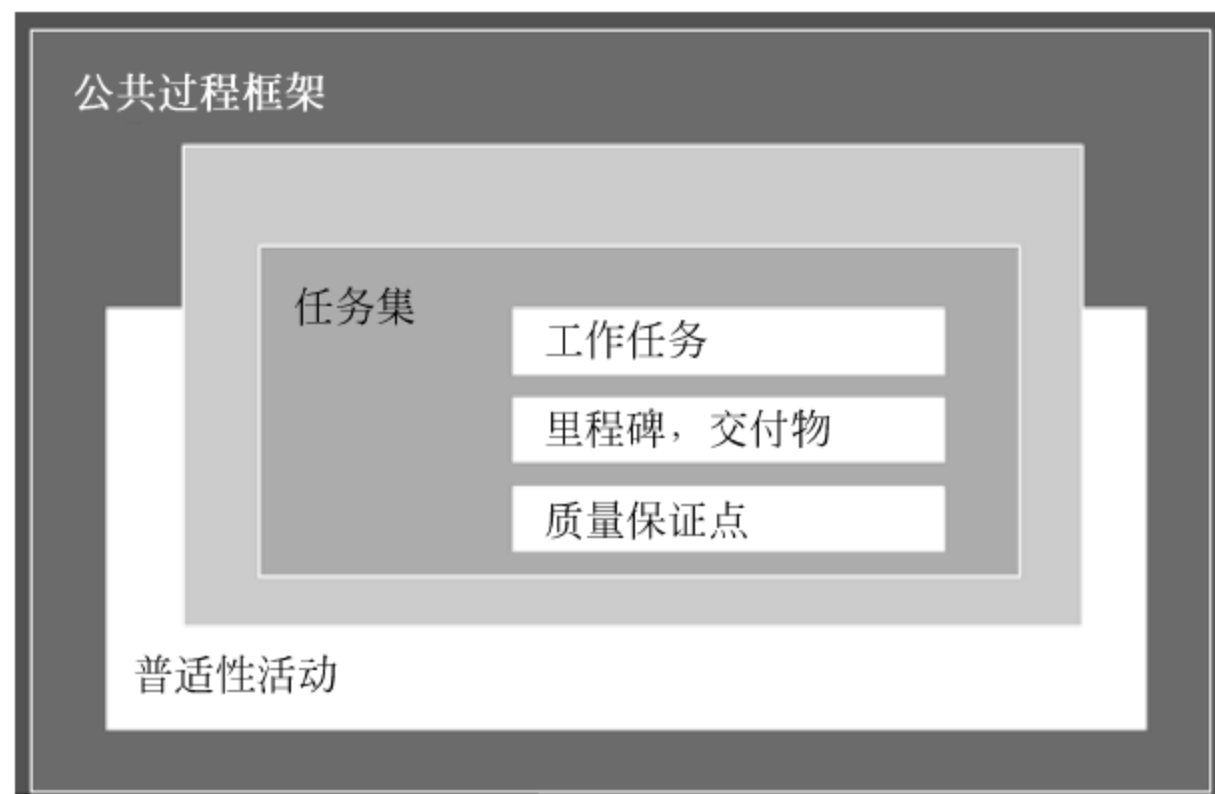 公共过程框架
任务集
工作任务
里程碑，交付物
质量保证点
普适性活动